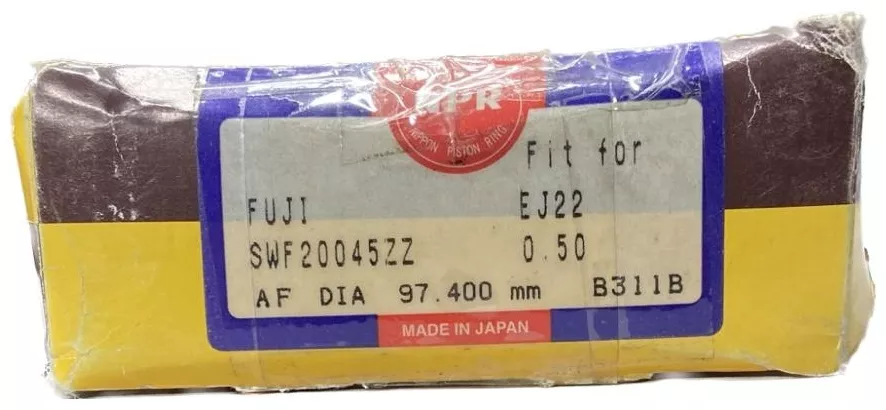 NPR
NIPPON PISTON RING
Fit for
FUJI EJ22
SWF20045ZZ 0.50
AF DIA 97.400 mm B311B
MADE IN JAPAN